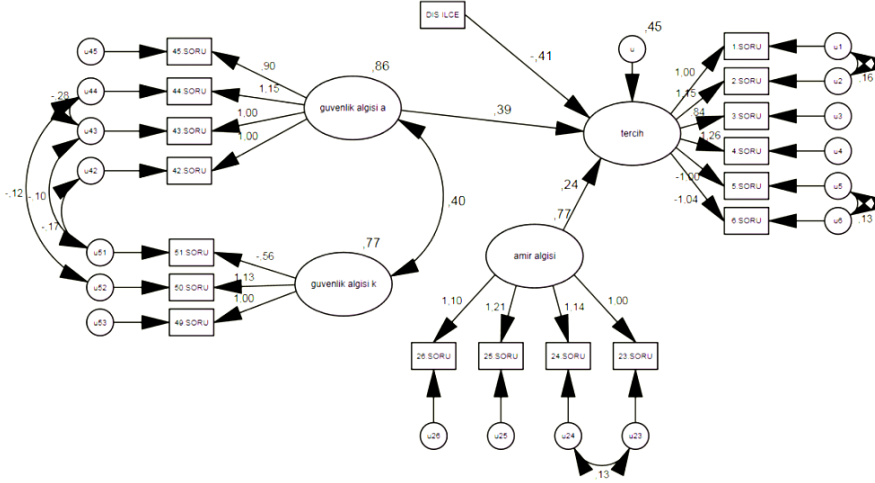 DIS ILCE
,45
u45
45.SORU
,90
,86
-,41
u
1.SORU
u1
1,00
,16
-,28
u44
44.SORU
1,15
guvenlik algisi a
,39
tercih
2.SORU
u2
1,15
u43
43.SORU
1,00
,84
3.SORU
u3
u42
42.SORU
1,00
1,26
4.SORU
u4
-,12
-,10
,24
-1,00
5.SORU
u5
-,17
,40
,77
-1,04
6.SORU
u6
,13
u51
51.SORU
-,56
,77
amir algisi
u52
50.SORU
1,13
guvenlik algisi k
u53
49.SORU
1,00
1,10
1,21
1,14
1,00
26.SORU
25.SORU
24.SORU
23.SORU
u26
u25
u24
u23
,13